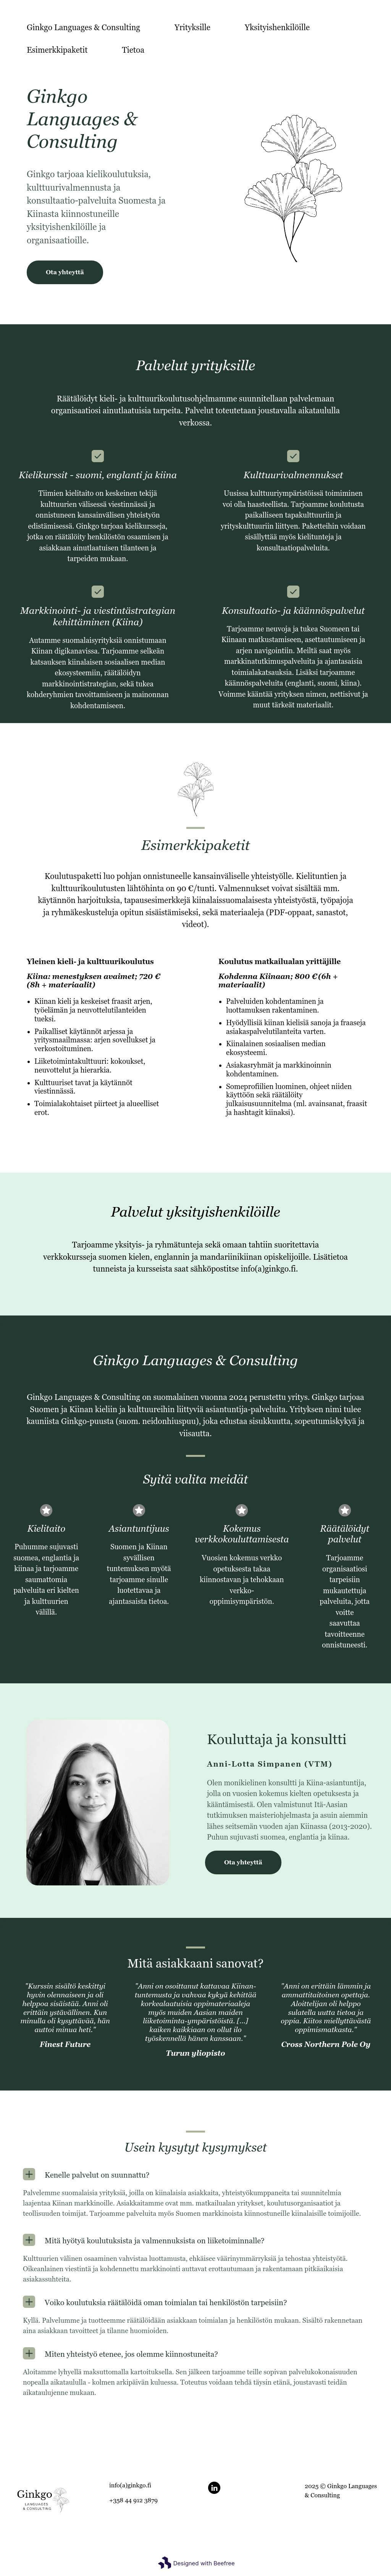 Ginkgo Languages & Consulting
Yrityksille
Yksityishenkilöille
Esimerkkipaketit
Tietoa
Ginkgo
Languages &
Consulting
Ginkgo tarjoaa kielikoulutuksia,
kulttuurivalmennusta ja
konsultaatio-palveluita Suomesta ja
Kiinasta kiinnostuneille
yksityishenkilöille ja
organisaatioille.
Ota yhteyttä
Palvelut yrityksille
Räätälöidyt kieli- ja kulttuurikoulutusohjelmamme suunnitellaan palvelemaan
organisaatiosi ainutlaatuisia tarpeita. Palvelut toteutetaan joustavalla aikataululla
verkossa.
Kielikurssit - suomi, englanti ja kiina
Tiimien kielitaito on keskeinen tekijä
kulttuurien välisessä viestinnässä ja
onnistuneen kansainvälisen yhteistyön
edistämisessä. Ginkgo tarjoaa kielikursseja,
jotka on räätälöity henkilöstön osaamisen ja
asiakkaan ainutlaatuisen tilanteen ja
tarpeiden mukaan.
Kulttuurivalmennukset
Uusissa kulttuuriympäristöissä toimiminen
voi olla haasteellista. Tarjoamme koulutusta
paikalliseen tapakulttuuriin ja
yrityskulttuuriin liittyen. Paketteihin voidaan
sisällyttää myös kielitunteja ja
konsultaatiopalveluita.
Markkinointi- ja viestintästrategian
kehittäminen (Kiina)
Autamme suomalaisyrityksiä onnistumaan
Kiinan digikanavissa. Tarjoamme selkeän
katsauksen kiinalaisen sosiaalisen median
ekosysteemiin, räätälöidyn
markkinointistrategian, sekä tukea
kohderyhmien tavoittamiseen ja mainonnan
kohdentamiseen.
Konsultaatio- ja käännöspalvelut
Tarjoamme neuvoja ja tukea Suomeen tai
Kiinaan matkustamiseen, asettautumiseen ja
arjen navigointiin. Meiltä saat myös
markkinatutkimuspalveluita ja ajantasaisia
toimialakatsauksia. Lisäksi tarjoamme
käännöspalveluita (englanti, suomi, kiina).
Voimme kääntää yrityksen nimen, nettisivut ja
muut tärkeät materiaalit.
Esimerkkipaketit
Koulutuspaketti luo pohjan onnistuneelle kansainväliselle yhteistyölle. Kielituntien ja
kulttuurikoulutusten lähtöhinta on 90 €/tunti. Valmennukset voivat sisältää mm.
käytännön harjoituksia, tapausesimerkkejä kiinalaissuomalaisesta yhteistyöstä, työpajoja
ja ryhmäkeskusteluja opitun sisäistämiseksi, sekä materiaaleja (PDF-oppaat, sanastot,
videot).
Yleinen kieli- ja kulttuurikoulutus
Kiina: menestyksen avaimet; 720 €
(8h + materiaalit)
• Kiinan kieli ja keskeiset fraasit arjen,
työelämän ja neuvottelutilanteiden
tueksi.
• Paikalliset käytännöt arjessa ja
yritysmaailmassa: arjen sovellukset ja
verkostoituminen.
• Liiketoimintakulttuuri: kokoukset,
neuvottelut ja hierarkia.
• Kulttuuriset tavat ja käytännöt
viestinnässä.
• Toimialakohtaiset piirteet ja alueelliset
erot.
Koulutus matkailualan yrittäjille
Kohdenna Kiinaan; 800 € (6h +
materiaalit)
• Palveluiden kohdentaminen ja
luottamuksen rakentaminen.
• Hyödyllisiä kiinan kielisiä sanoja ja fraaseja
asiakaspalvelutilanteita varten.
• Kiinalainen sosiaalisen median
ekosysteemi.
• Asiakasryhmät ja markkinoinnin
kohdentaminen.
• Someprofiilien luominen, ohjeet niiden
käyttöön sekä räätälöity
julkaisusuunnitelma (ml. avainsanat, fraasit
ja hashtagit kiinaksi).
Palvelut yksityishenkilöille
Tarjoamme yksityis- ja ryhmätunteja sekä omaan tahtiin suoritettavia
verkkokursseja suomen kielen, englannin ja mandariinikiinan opiskelijoille. Lisätietoa
tunneista ja kursseista saat sähköpostitse info(a)ginkgo.fi.
Ginkgo Languages & Consulting
Ginkgo Languages & Consulting on suomalainen vuonna 2024 perustettu yritys. Ginkgo tarjoaa
Suomen ja Kiinan kieliin ja kulttuureihin liittyviä asiantuntija-palveluita. Yrityksen nimi tulee
kauniista Ginkgo-puusta (suom. neidonhiuspuu), joka edustaa sisukkuutta, sopeutumiskykyä ja
viisautta.
Syitä valita meidät
Kielitaito
Puhumme sujuvasti
suomea, englantia ja
kiinaa ja tarjoamme
saumattomia
palveluita eri kielten
ja kulttuurien
välillä.
Asiantuntijuus
Suomen ja Kiinan
syvällisen
tuntemuksen myötä
tarjoamme sinulle
luotettavaa ja
ajantasaista tietoa.
Kokemus
verkkokouluttamisesta
Vuosien kokemus verkko
opetuksesta takaa
kiinnostavan ja tehokkaan
verkko-
oppimisympäristön.
Räätälöidyt
palvelut
Tarjoamme
organisaatiosi
tarpeisiin
mukautettuja
palveluita, jotta
voitte
saavuttaa
tavoitteenne
onnistuneesti.
Kouluttaja ja konsultti
Anni-Lotta Simpanen (VTM)
Olen monikielinen konsultti ja Kiina-asiantuntija,
jolla on vuosien kokemus kielten opetuksesta ja
kääntämisestä. Olen valmistunut Itä-Aasian
tutkimuksen maisteriohjelmasta ja asuin aiemmin
lähes seitsemän vuoden ajan Kiinassa (2013-2020).
Puhun sujuvasti suomea, englantia ja kiinaa.
Ota yhteyttä
Mitä asiakkaani sanovat?
"Kurssin sisältö keskittyi
hyvin olennaiseen ja oli
helppoa sisäistää. Anni oli
erittäin ystävällinen. Kun
minulla oli kysyttävää, hän
auttoi minua heti."
Finest Future
"Anni on osoittanut kattavaa Kiinan-
tuntemusta ja vahvaa kykyä kehittää
korkealaatuisia oppimateriaaleja
myös muiden Aasian maiden
liiketoiminta-ympäristöistä. [...]
kaiken kaikkiaan on ollut ilo
työskennellä hänen kanssaan."
Turun yliopisto
"Anni on erittäin lämmin ja
ammattitaitoinen opettaja.
Aloittelijan oli helppo
sulatella uutta tietoa ja
oppia. Kiitos miellyttävästä
oppimismatkasta."
Cross Northern Pole Oy
Usein kysytyt kysymykset
Kenelle palvelut on suunnattu?
Palvelemme suomalaisia yrityksiä, joilla on kiinalaisia asiakkaita, yhteistyökumppaneita tai suunnitelmia
laajentaa Kiinan markkinoille. Asiakkaitamme ovat mm. matkailualan yritykset, koulutusorganisaatiot ja
teollisuuden toimijat. Tarjoamme palveluita myös Suomen markkinoista kiinnostuneille kiinalaisille toimijoille.
Mitä hyötyä koulutuksista ja valmennuksista on liiketoiminnalle?
Kulttuurien välinen osaaminen vahvistaa luottamusta, ehkäisee väärinymmärryksiä ja tehostaa yhteistyötä.
Oikeanlainen viestintä ja kohdennettu markkinointi auttavat erottautumaan ja rakentamaan pitkäaikaisia
asiakassuhteita.
Voiko koulutuksia räätälöidä oman toimialan tai henkilöstön tarpeisiin?
Kyllä. Palvelumme ja tuotteemme räätälöidään asiakkaan toimialan ja henkilöstön mukaan. Sisältö rakennetaan
aina asiakkaan tavoitteet ja tilanne huomioiden.
Miten yhteistyö etenee, jos olemme kiinnostuneita?
Aloitamme lyhyellä maksuttomalla kartoituksella. Sen jälkeen tarjoamme teille sopivan palvelukokonaisuuden
nopealla aikataululla - kolmen arkipäivän kuluessa. Toteutus voidaan tehdä täysin etänä, joustavasti teidän
aikataulujenne mukaan.
Ginkgo
LANGUAGES
& CONSULTING
info(a)ginkgo.fi
+358 44 912 3879
2025 © Ginkgo Languages
& Consulting
Designed with Beefree